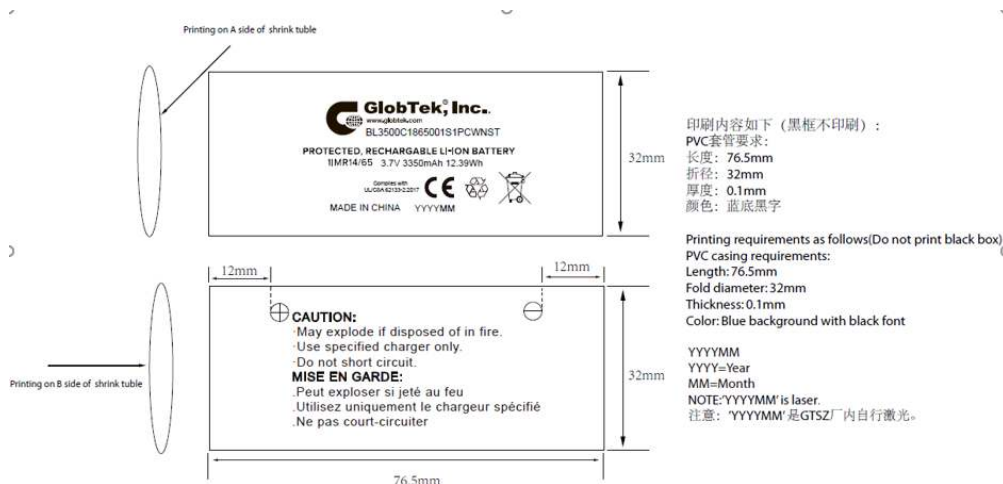 Printing on A side of shrink tuble
GlobTek®, Inc.
www.globtek.com
BL3500C1865001S1PCWNST
PROTECTED, RECHARGABLE LI-ION BATTERY
1IMR14/65 3.7V 3350mAh 12.39Wh
Complies with
UL/CSA 62133-2:2017
CE
MADE IN CHINA YYYYMM
32mm
印刷内容如下（黑框不印刷）：
PVC套管要求：
长度：76.5mm
折径：32mm
厚度：0.1mm
颜色：蓝底黑字
Printing requirements as follows(Do not print black box)
PVC casing requirements:
Length:76.5mm
Fold diameter:32mm
Thickness:0.1mm
Color:Blue background with black font
YYYYMM
YYYY=Year
MM=Month
NOTE:'YYYYMM' is laser.
注意：'YYYYMM' 是GTSZ厂内自行激光。
12mm
12mm
CAUTION:
·May explode if disposed of in fire.
·Use specified charger only.
·Do not short circuit.
MISE EN GARDE:
.Peut exploser si jeté au feu
.Utilisez uniquement le chargeur spécifié
.Ne pas court-circuiter
32mm
Printing on B side of shrink tuble
76.5mm